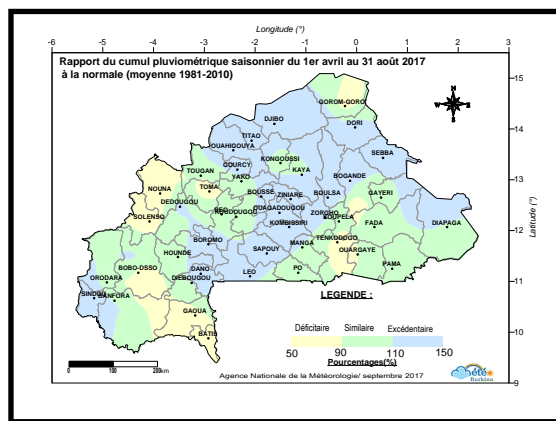 Longitude (°)
-6 -5 -4 -3 -2 -1 0 1 2 3
Rapport du cumul pluviométrique saisonnier du 1er avril au 31 août 2017
à la normale (moyenne 1981-2010)
15
GOROM-GORO
N
W E
S
DJIBO
DORI
14
TITAO
OUAHIGOUYA
SEBBA
KONGOUSSI
GOURCY
KAYA
TOUGAN
YAKO
BOGANDE
13
NOUNA
TOMA
BOUSSE
ZINIARE
BOULSA
GAYERI
DEDOUGOU
OUAGADOUGOU
KOUDOUGOU
ZORGHO
SOLENSO
KOUPELA
FADA
DIAPAGA
12
KOMBISSIRI
BOROMO
TENKODOGO
MANGA
SAPOUY
OUARGAYE
HOUNDE
PAMA
BOBO-DSSO
DANO
LEO
PO
11
ORODARA
DIEBOUGOU
SINDOU
BANFORA
LEGENDE :
GAOUA
Déficitaire Similaire Excédentaire
BATIE
10
50 90 110 150
Pourcentages(%)
0 100 200km
Agence Nationale de la Météorologie/ septembre 2017
météo
Burkina
9
Latitude (°)